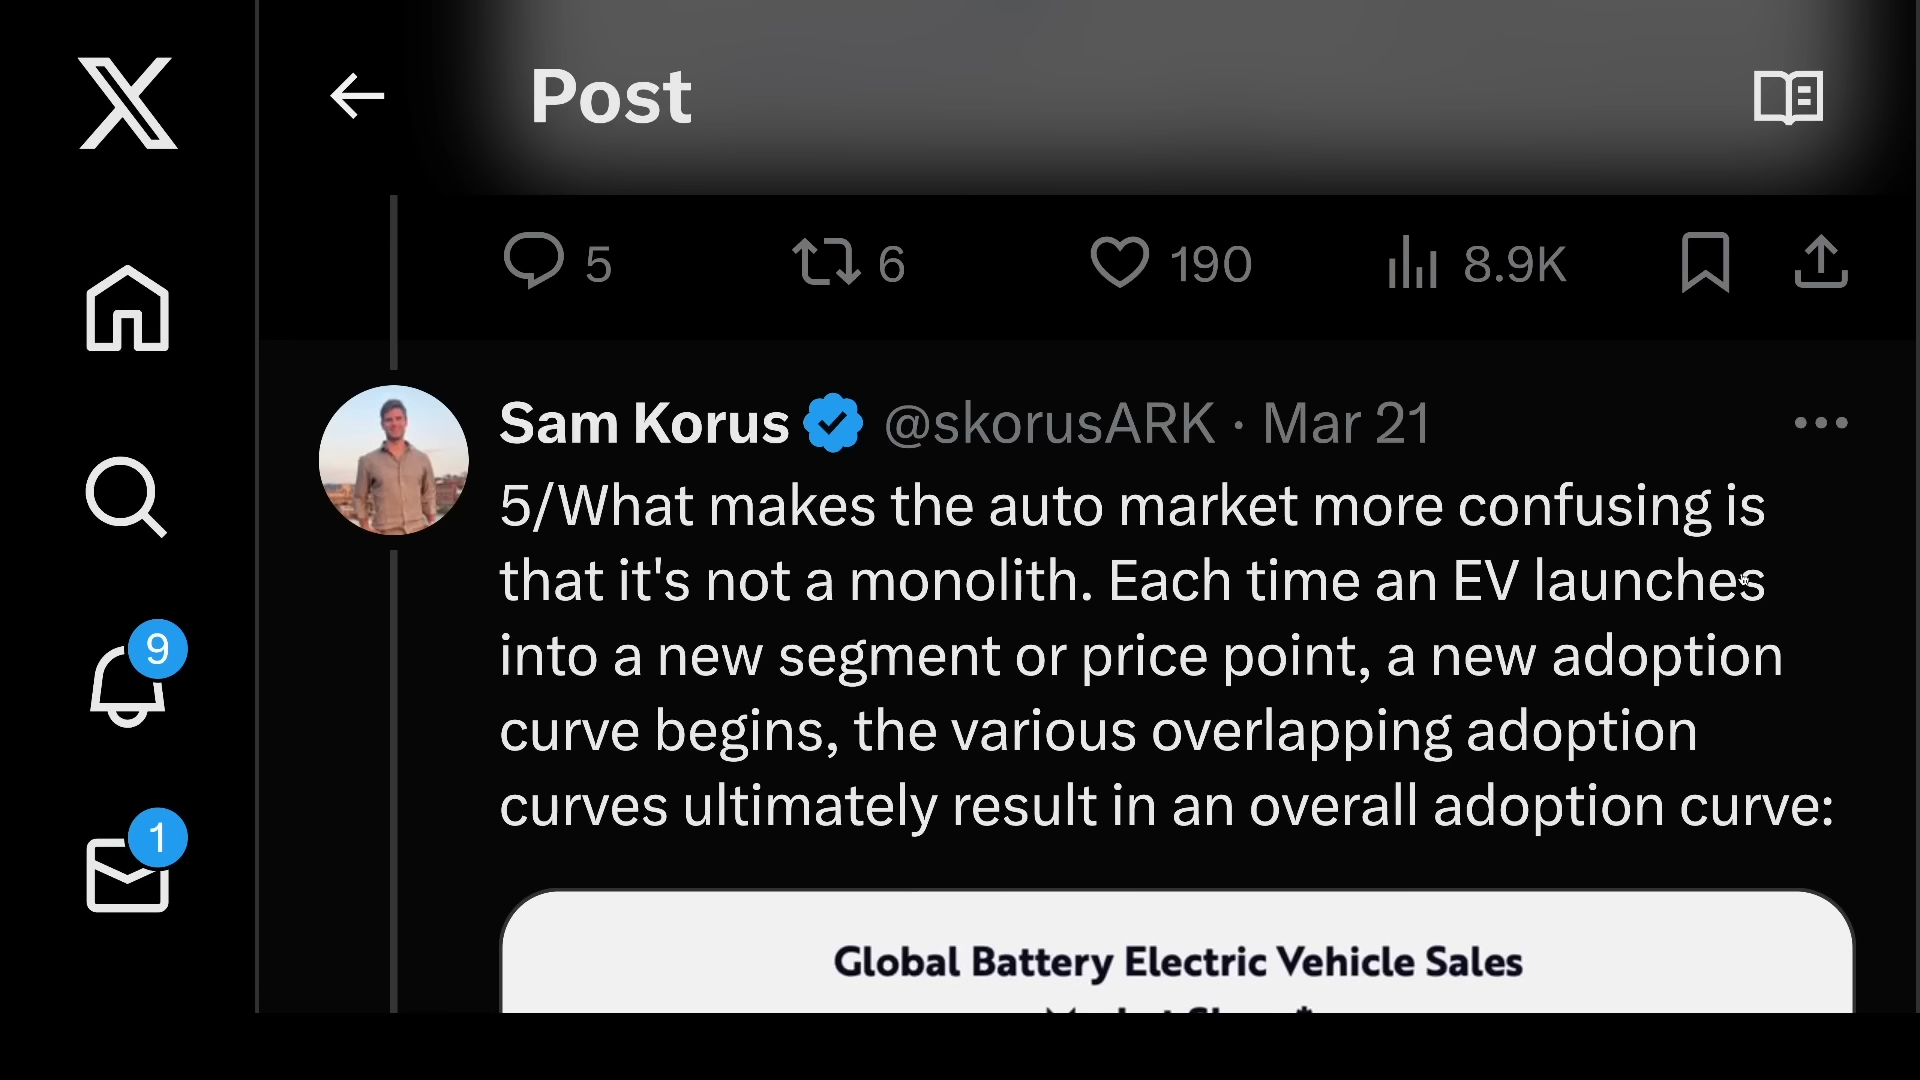 Post
5 6 190 8.9K
Sam Korus @skorusARK · Mar 21
5/What makes the auto market more confusing is
that it's not a monolith. Each time an EV launches
into a new segment or price point, a new adoption
curve begins, the various overlapping adoption
curves ultimately result in an overall adoption curve:
9
1
Global Battery Electric Vehicle Sales